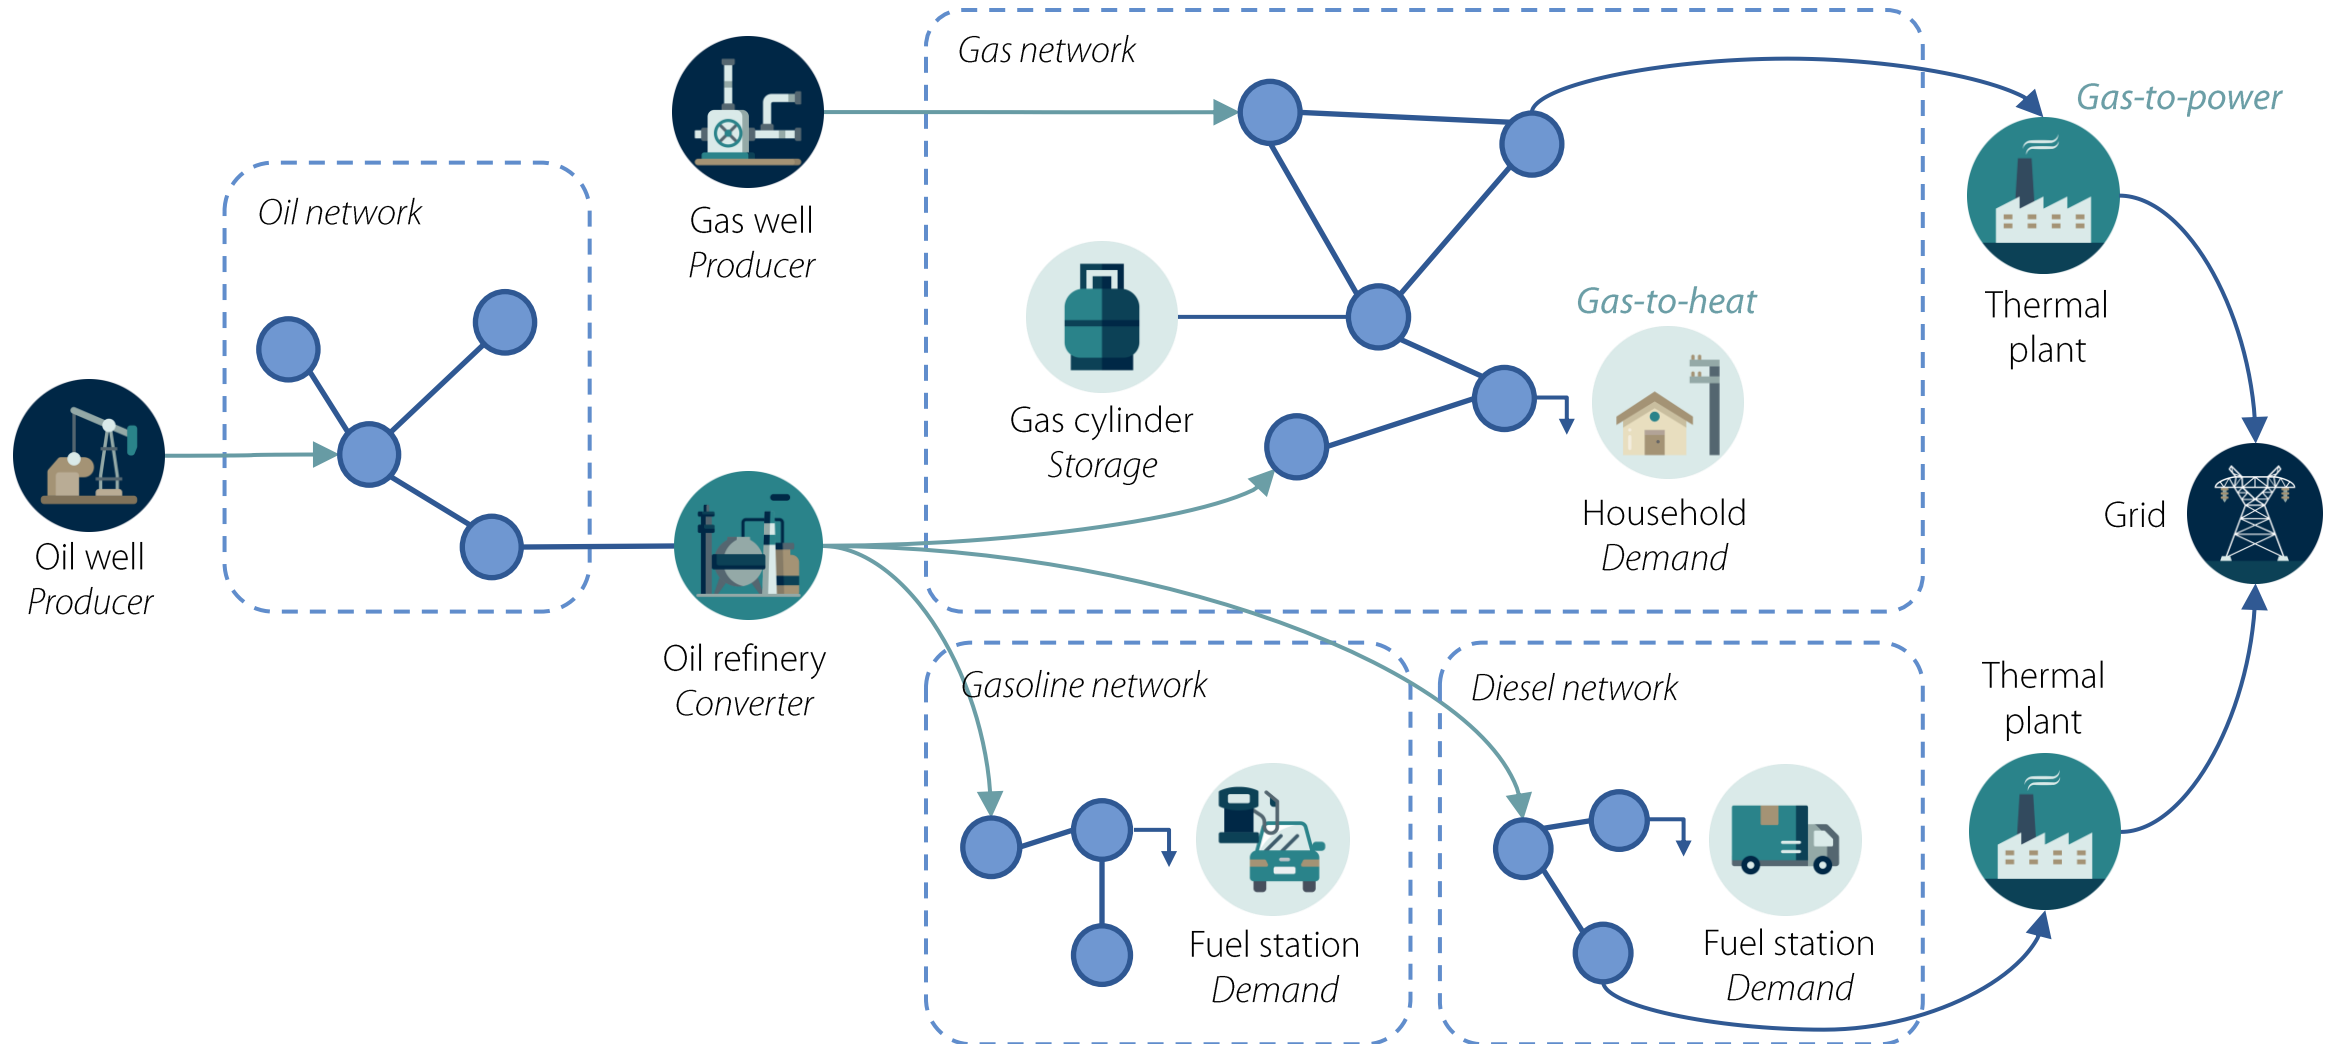 Gas network
Gas-to-power
Oil network
Gas well
Producer
Gas-to-heat
Thermal
plant
Gas cylinder
Storage
Household
Demand
Grid
Oil well
Producer
Oil refinery
Converter
Gasoline network
Diesel network
Thermal
plant
Fuel station
Demand
Fuel station
Demand